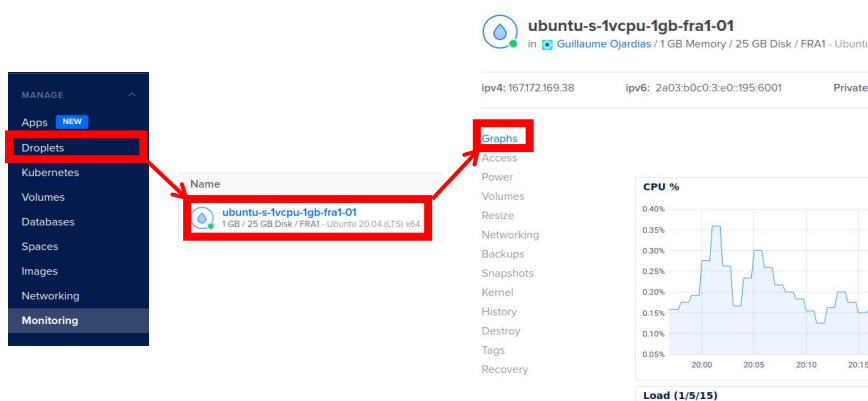 MANAGE
Apps NEW
Droplets
Kubernetes
Volumes
Databases
Spaces
Images
Networking
Monitoring
Name
ubuntu-s-1vcpu-1gb-fra1-01
1 GB / 25 GB Disk / FRA1 - Ubuntu 20.04 (LTS) x64
ubuntu-s-1vcpu-1gb-fra1-01
in Guillaume Ojardias / 1 GB Memory / 25 GB Disk / FRA1 - Ubuntu
ipv4: 167.172.169.38 ipv6: 2a03:b0c0:3:e0::195:6001 Private
Graphs
Access
Power
Volumes
Resize
Networking
Backups
Snapshots
Kernel
History
Destroy
Tags
Recovery
CPU %
0.40%
0.35%
0.30%
0.25%
0.20%
0.15%
0.10%
0.05%
20:00 20:05 20:10 20:15
Load (1/5/15)